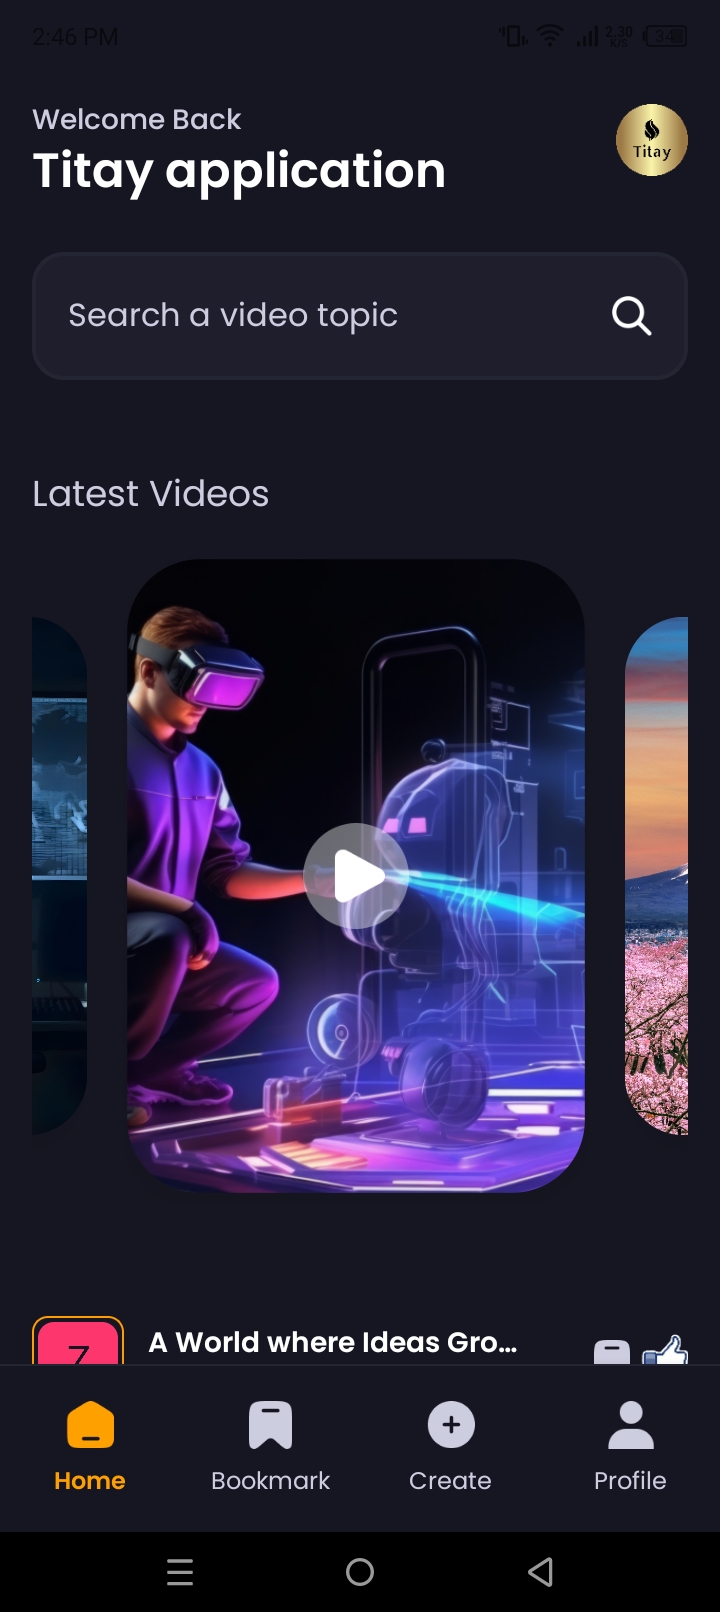 2:46 PM
2.30
K/S
34
Welcome Back
Titay application
Titay
Search a video topic
Latest Videos
Z
A World where Ideas Gro...
Home
Bookmark
Create
Profile